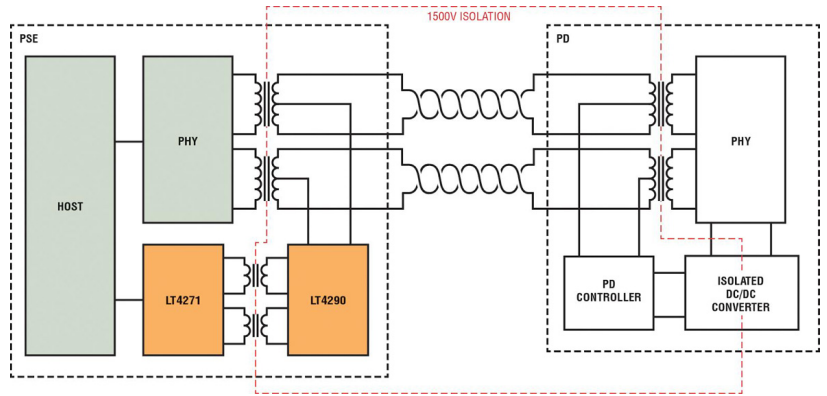 1500V ISOLATION
PSE
PD
HOST
PHY
PHY
LT4271
LT4290
PD
CONTROLLER
ISOLATED
DC/DC
CONVERTER